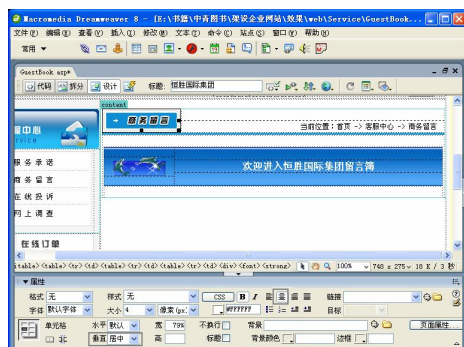 Macromedia Dreamweaver 8 - [E:\书籍\中青图书\架设企业网站\效果\web\Service\GuestBook...
文件(F) 编辑(E) 查看(V) 插入(I) 修改(M) 文本(T) 命令(C) 站点(S) 窗口(W) 帮助(H)
常用
GuestBook.asp*
代码 拆分 设计 标题: 恒胜国际集团
content
商务留言
当前位置：首页 -> 客服中心 -> 商务留言
服中心
rvice
欢迎进入恒胜国际集团留言簿
服务承诺
商务留言
在线投诉
网上调查
在线订单
<table><tr><td><table><tr><td><table><tr><td><div><font><strong> 100% 748 x 275 18 K / 3 秒
属性
格式 无 样式 无 CSS B I 链接
字体 默认字体 大小 4 像素(px) #FFFFFF 目标
单元格 水平 默认 宽 79% 不换行 背景 页面属性...
垂直 居中 高 标题 背景颜色 边框